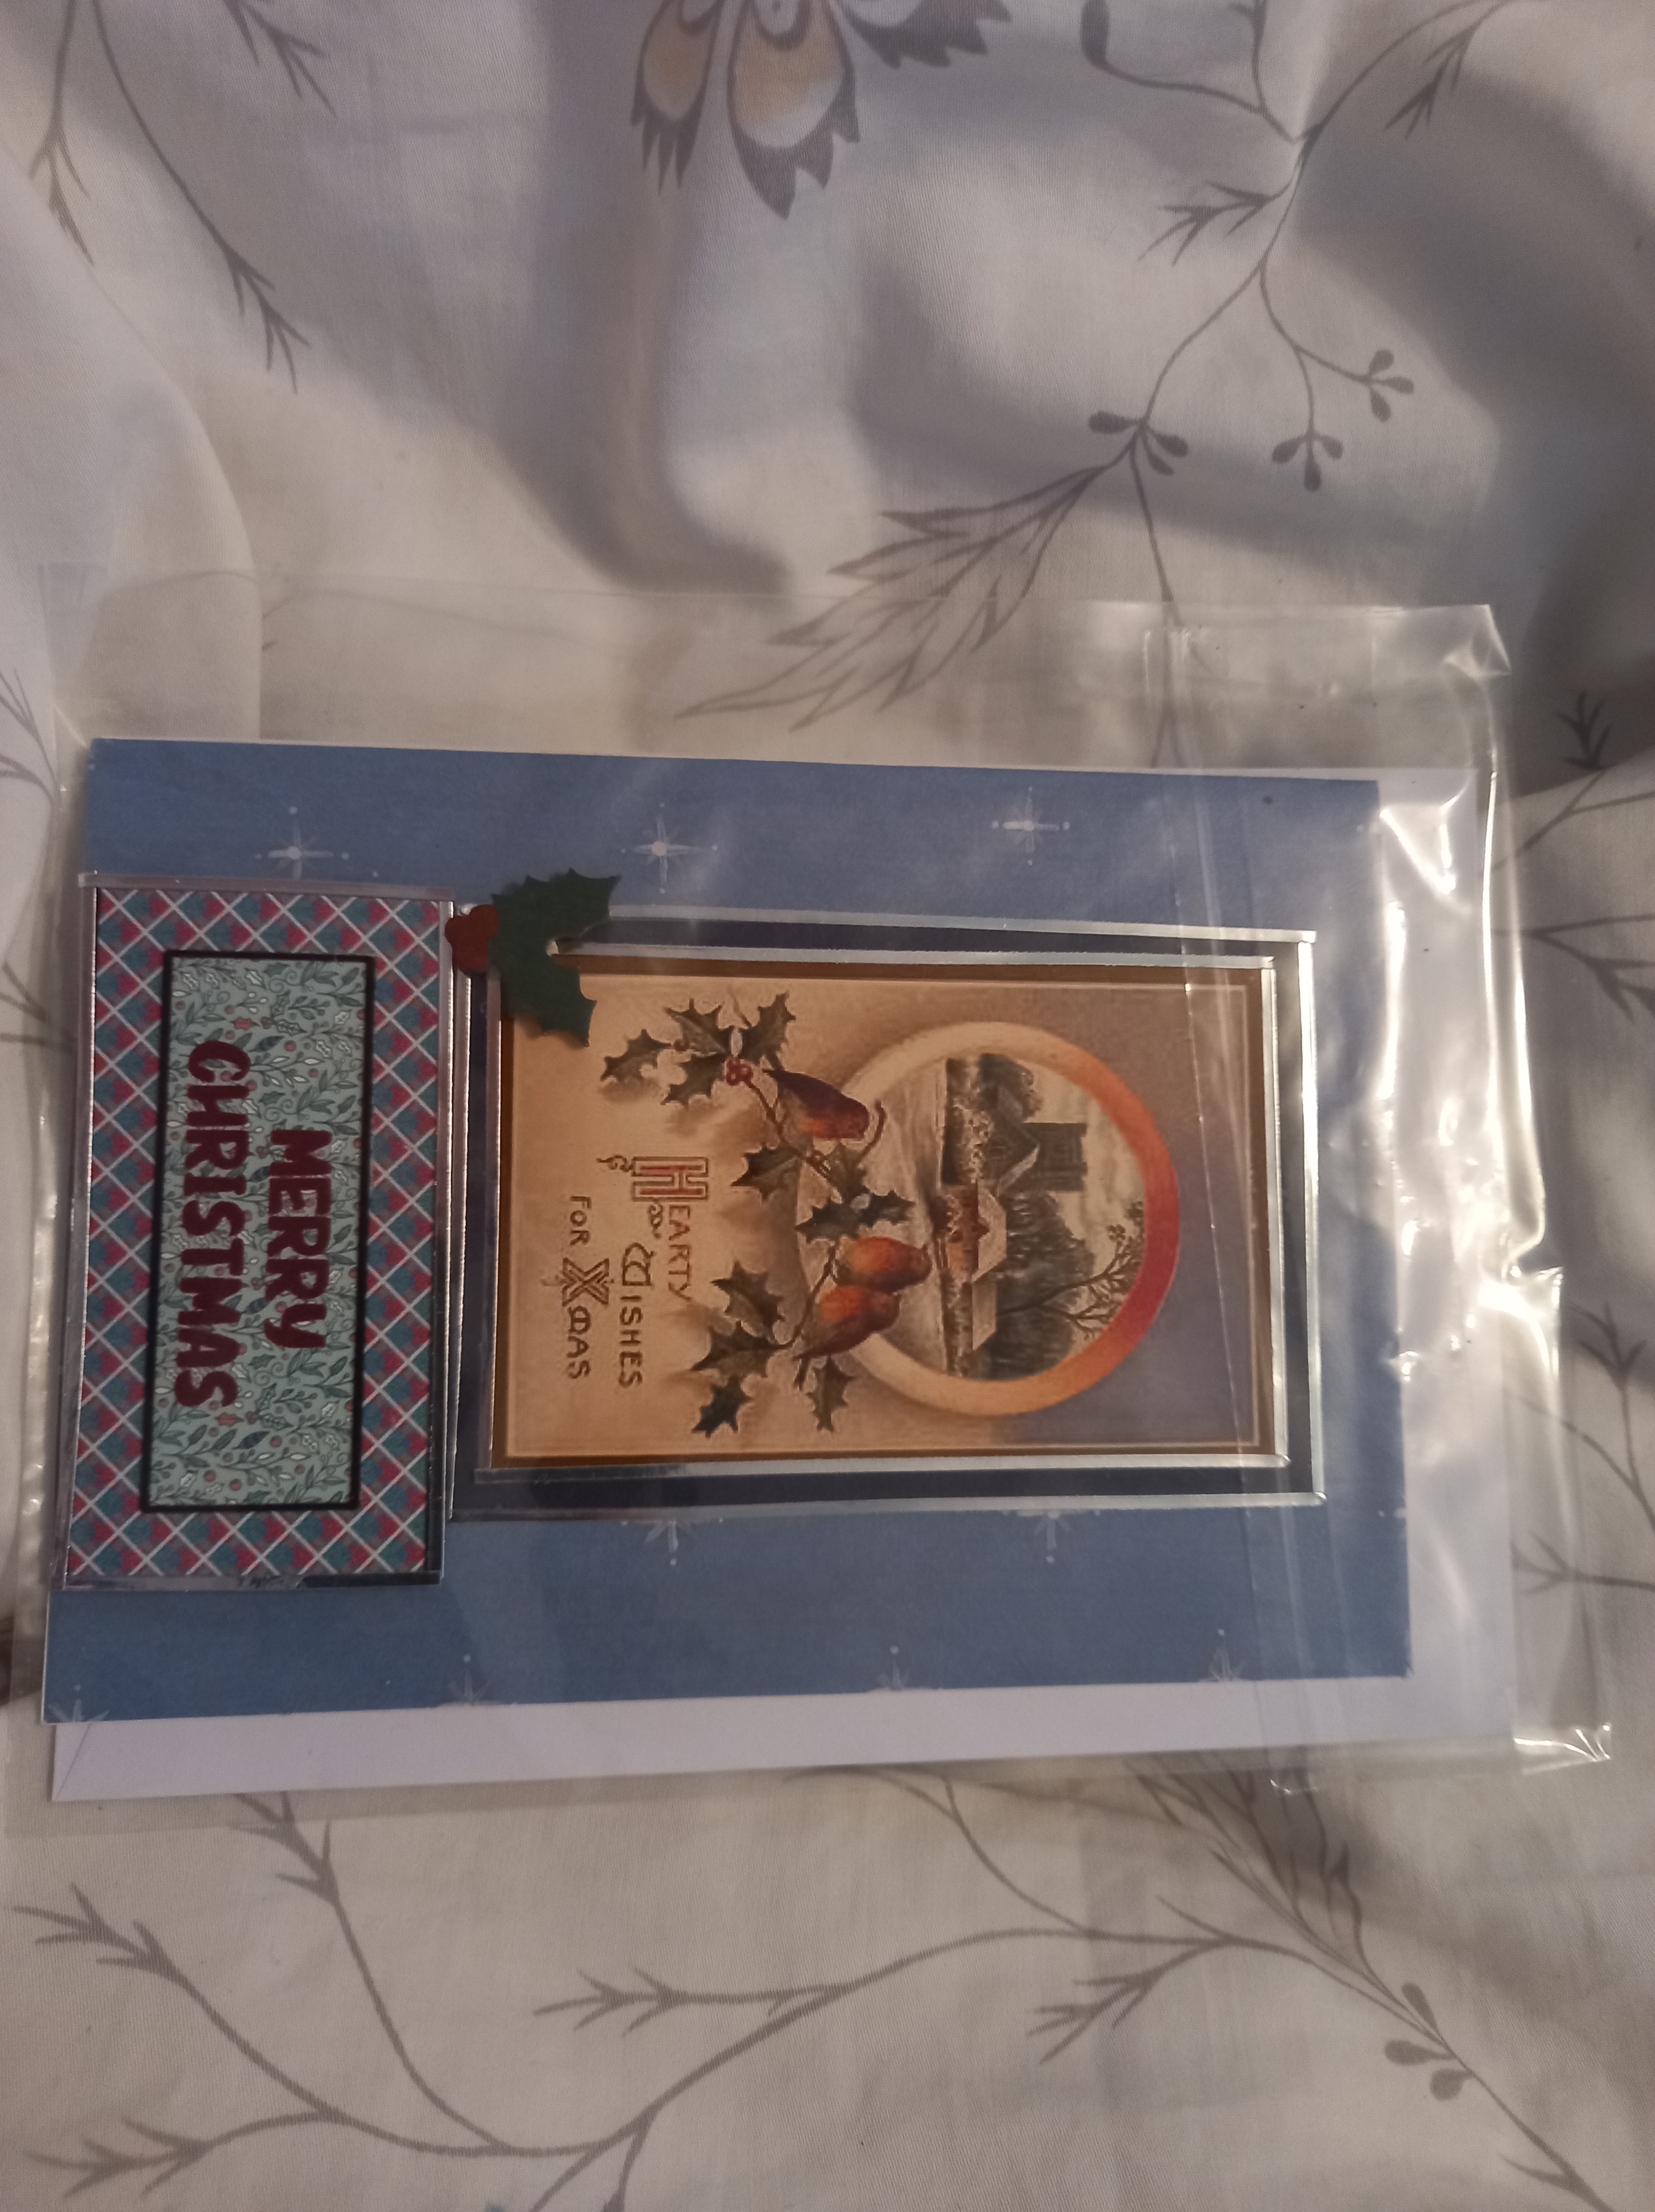 HEARTY
WISHES
FOR XMAS
MERRY
CHRISTMAS